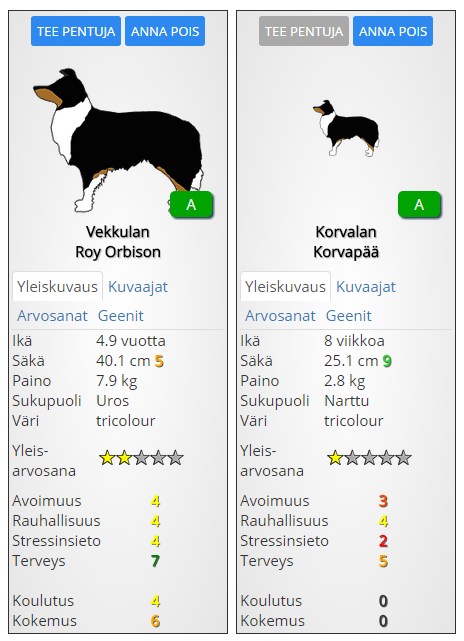 TEE PENTUJA ANNA POIS
A
Vekkulan
Roy Orbison
Yleiskuvaus Kuvaajat
Arvosanat Geenit
Ikä 4.9 vuotta
Säkä 40.1 cm 5
Paino 7.9 kg
Sukupuoli Uros
Väri tricolour
Yleis-
arvosana
Avoimuus 4
Rauhallisuus 4
Stressinsieto 4
Terveys 7
Koulutus 4
Kokemus 6
TEE PENTUJA ANNA POIS
A
Korvalan
Korvapää
Yleiskuvaus Kuvaajat
Arvosanat Geenit
Ikä 8 viikkoa
Säkä 25.1 cm 9
Paino 2.8 kg
Sukupuoli Narttu
Väri tricolour
Yleis-
arvosana
Avoimuus 3
Rauhallisuus 4
Stressinsieto 2
Terveys 5
Koulutus 0
Kokemus 0